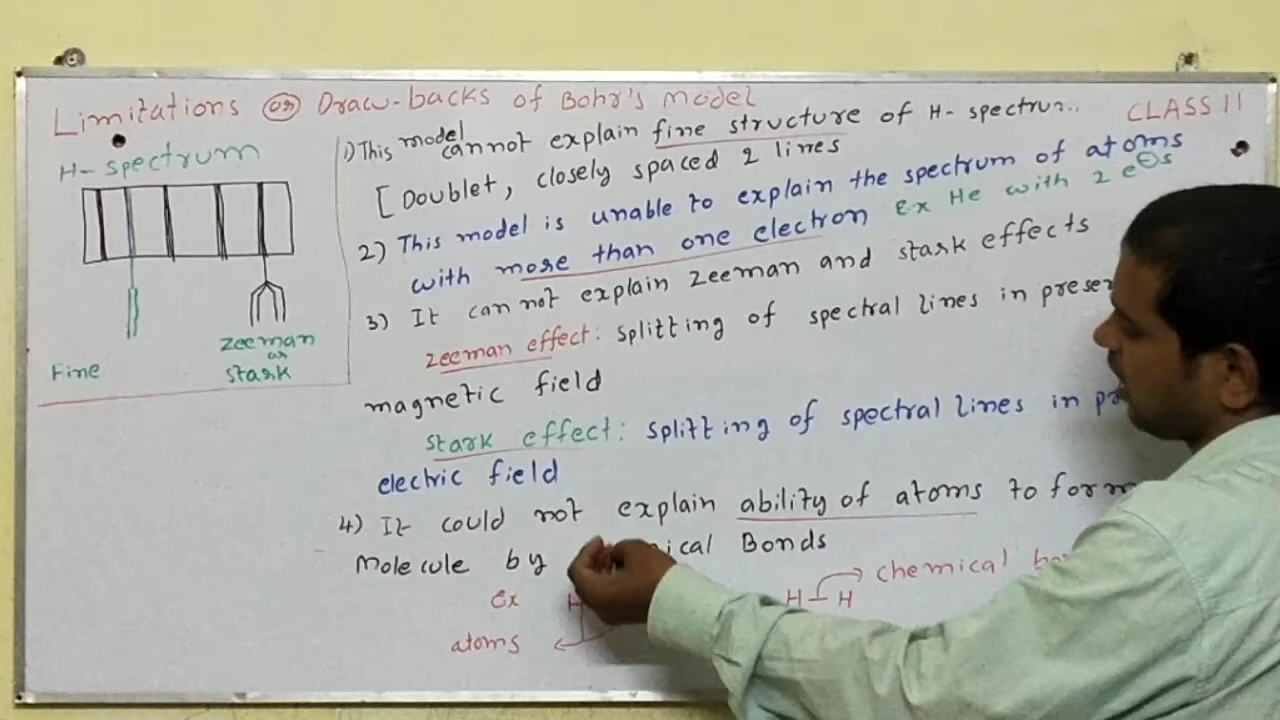 Limitations or Draw-backs of Bohr's Model
CLASS 11
H-spectrum
Fine
Zeeman
or
stark
1) This model cannot explain fine structure of H-spectrum..
[Doublet, closely spaced 2 lines
2) This model is unable to explain the spectrum of atoms
with more than one electron Ex He with 2 e⊖s
3) It can not explain Zeeman and stark effects
Zeeman effect: splitting of spectral lines in
magnetic field
stark effect: splitting of spectral lines in
electric field
4) It could not explain ability of atoms to form
Molecule by Bonds
Ex H H-H chemical
atoms